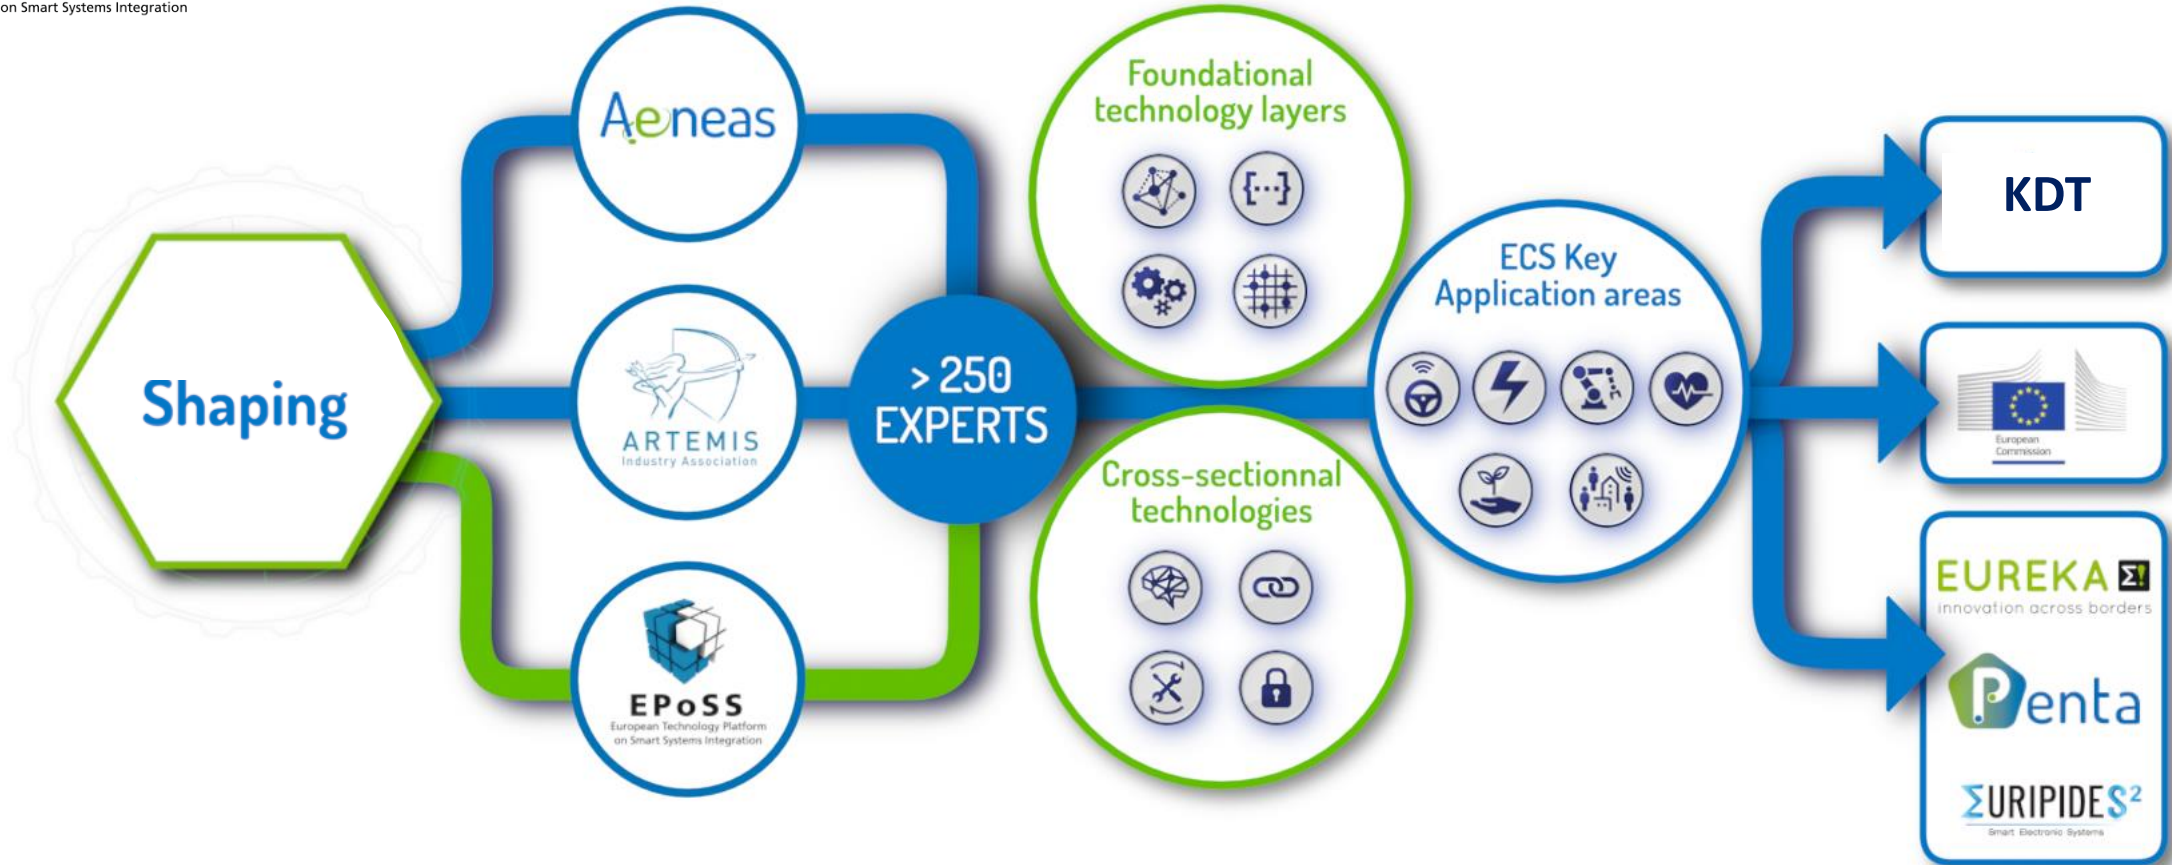 on Smart Systems Integration
Shaping
Aeneas
ARTEMIS
Industry Association
EPoSS
European Technology Platform
on Smart Systems Integration
> 250
EXPERTS
Foundational
technology layers
{...}
Cross-sectionnal
technologies
ECS Key
Application areas
KDT
European
Commission
EUREKA Σ!
innovation across borders
Penta
ΣURIPIDES²
Smart Electronic Systems